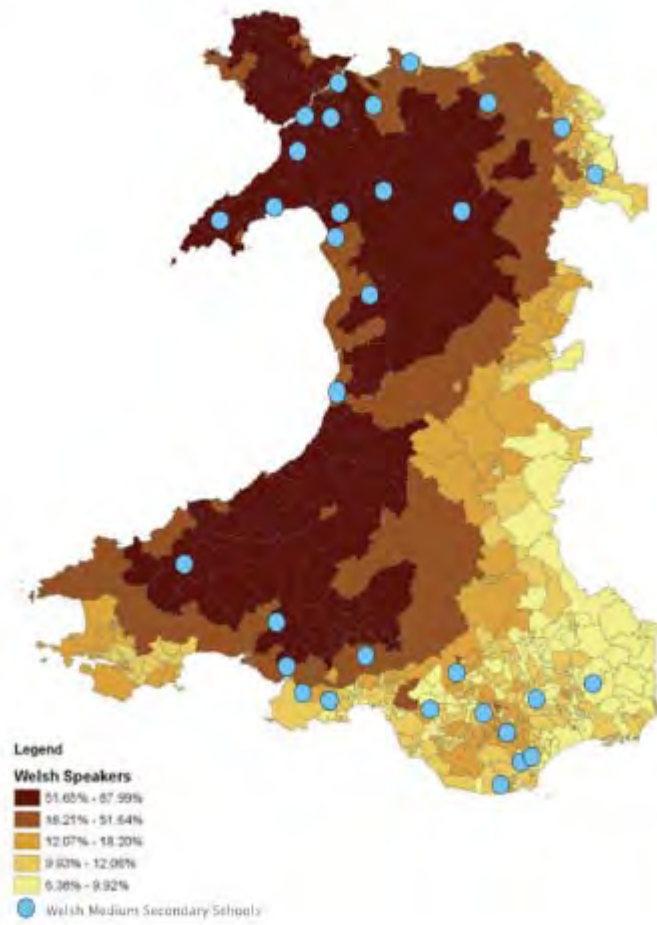 Legend
Welsh Speakers
51.65% - 87.99%
18.21% - 51.64%
12.07% - 18.20%
9.93% - 12.06%
6.36% - 9.92%
Welsh Medium Secondary Schools